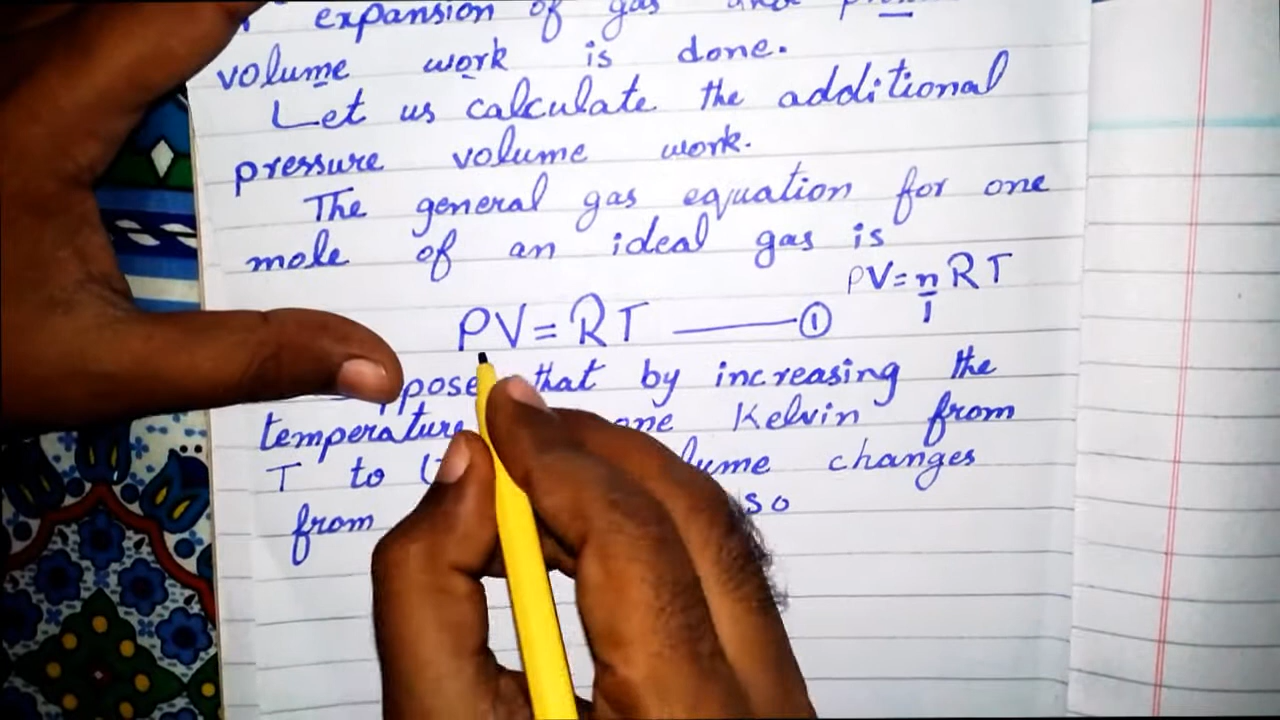 expansion of gas
volume work is done.
Let us calculate the additional
pressure volume work.
The general gas equation for one
mole of an ideal gas is
PV = n/1 RT
PV = RT ——— ①
that by increasing the
temperature one Kelvin from
T to changes
from so